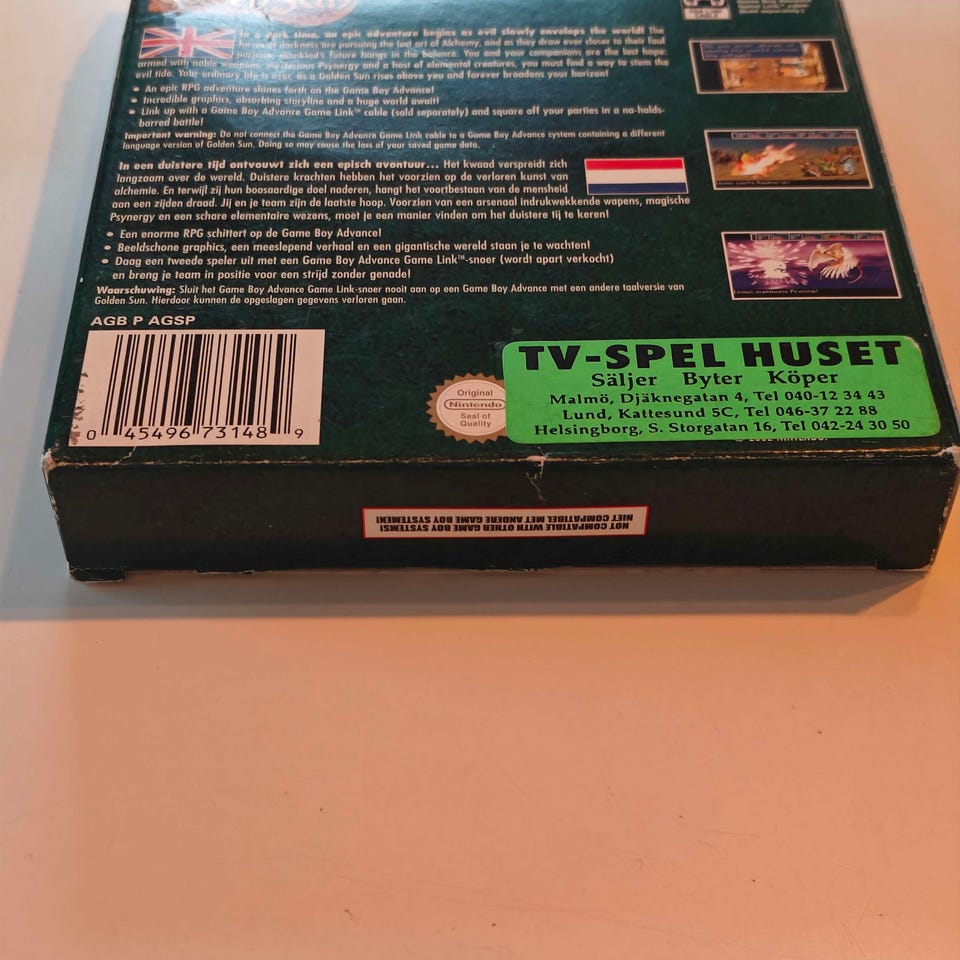 In a dark time, an epic adventure begins as evil slowly envelops the world! The
forces of darkness are pursuing the lost art of Alchemy, and as they draw ever closer to their foul
purpose, mankind's future hangs in the balance. You and your companions are the last hope:
armed with noble weapons, mysterious Psynergy and a host of elemental creatures, you must find a way to stem the
evil tide. Your ordinary life is over, as a Golden Sun rises above you and forever broadens your horizon!
• An epic RPG adventure shines forth on the Game Boy Advance!
• Incredible graphics, absorbing storyline and a huge world await!
• Link up with a Game Boy Advance Game Link™ cable (sold separately) and square off your parties in a no-holds-
barred battle!
Important warning: Do not connect the Game Boy Advance Game Link cable to a Game Boy Advance system containing a different
language version of Golden Sun. Doing so may cause the loss of your saved game data.
In een duistere tijd ontvouwt zich een episch avontuur... Het kwaad verspreidt zich
langzaam over de wereld. Duistere krachten hebben het voorzien op de verloren kunst van
alchemie. En terwijl zij hun boosaardige doel naderen, hangt het voortbestaan van de mensheid
aan een zijden draad. Jij en je team zijn de laatste hoop. Voorzien van een arsenaal indrukwekkende wapens, magische
Psynergy en een schare elementaire wezens, moet je een manier vinden om het duistere tij te keren!
• Een enorme RPG schittert op de Game Boy Advance!
• Beeldschone graphics, een meeslepend verhaal en een gigantische wereld staan je te wachten!
• Daag een tweede speler uit met een Game Boy Advance Game Link™-snoer (wordt apart verkocht)
en breng je team in positie voor een strijd zonder genade!
Waarschuwing: Sluit het Game Boy Advance Game Link-snoer nooit aan op een Game Boy Advance met een andere taalversie van
Golden Sun. Hierdoor kunnen de opgeslagen gegevens verloren gaan.
AGB P AGSP
0 45496 73148 9
Original
Nintendo
Seal of
Quality
TV-SPEL HUSET
Säljer Byter Köper
Malmö, Djäknegatan 4, Tel 040-12 34 43
Lund, Kattesund 5C, Tel 046-37 22 88
Helsingborg, S. Storgatan 16, Tel 042-24 30 50
NOT COMPATIBLE WITH OTHER GAME BOY SYSTEMS!
NIET COMPATIBEL MET ANDERE GAME BOY SYSTEMEN!